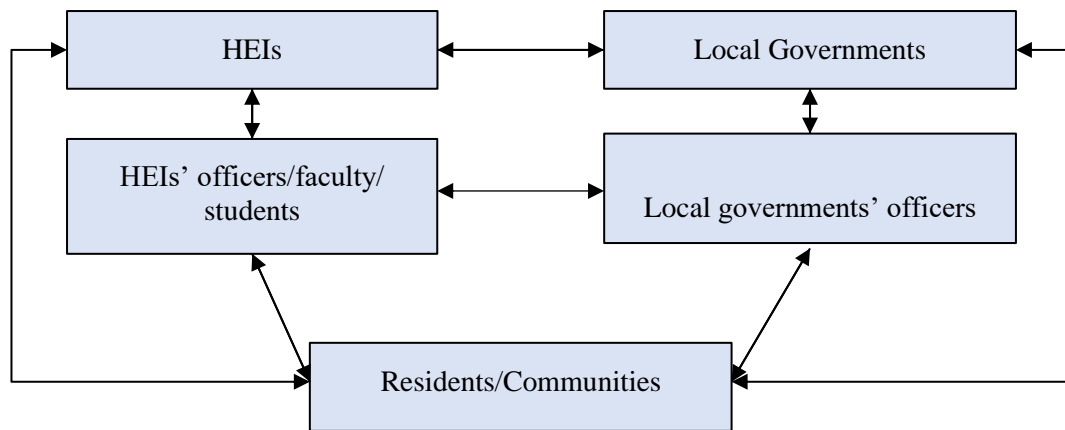 HEIs
Local Governments
HEIs’ officers/faculty/
students
Local governments’ officers
Residents/Communities